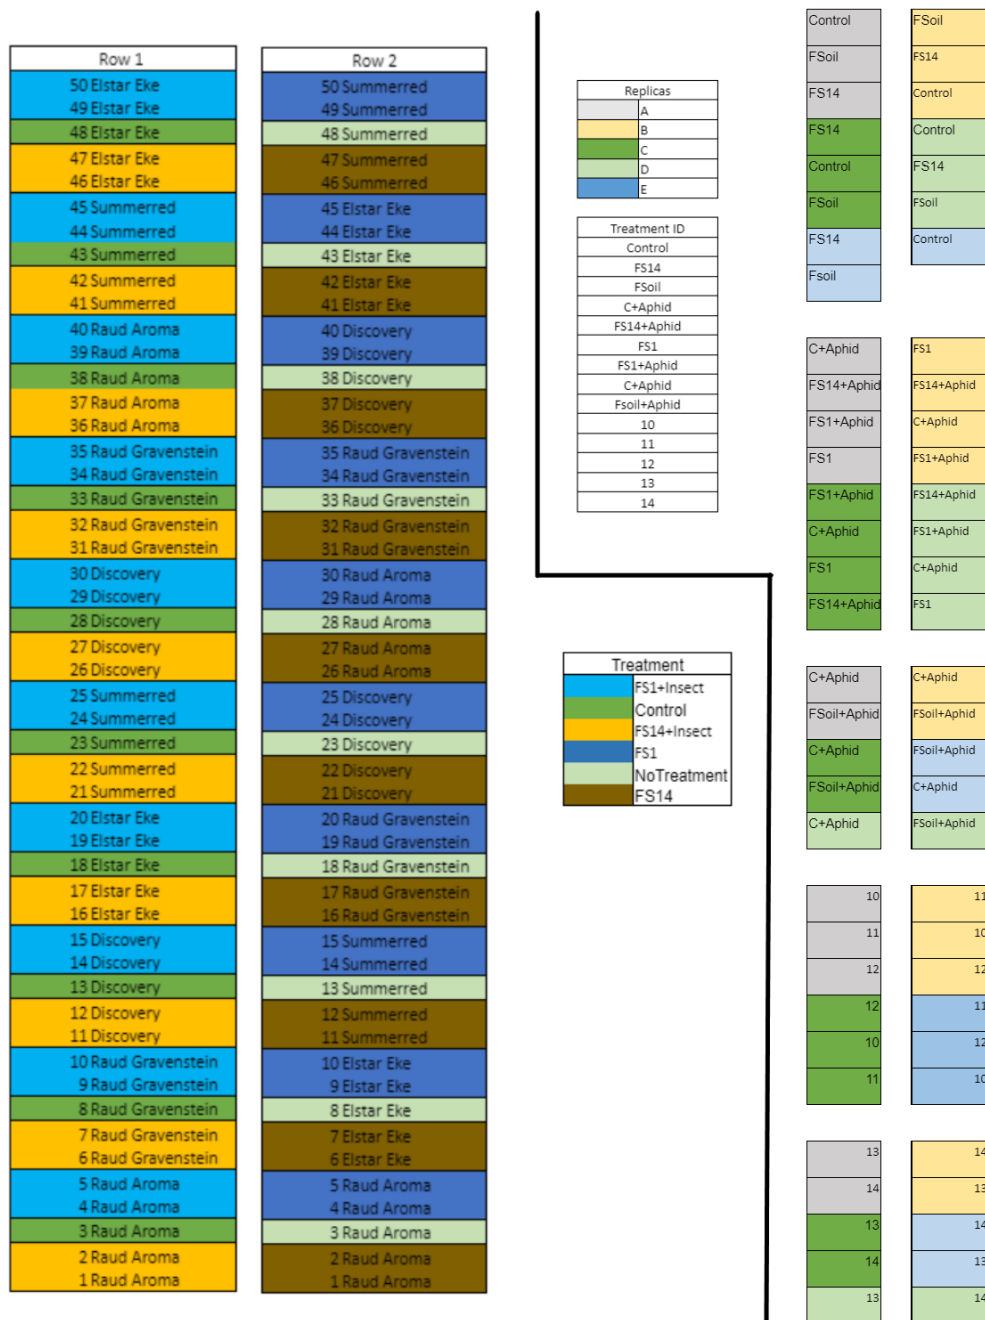 Row 1
50 Elstar Eke
49 Elstar Eke
48 Elstar Eke
47 Elstar Eke
46 Elstar Eke
45 Summerred
44 Summerred
43 Summerred
42 Summerred
41 Summerred
40 Raud Aroma
39 Raud Aroma
38 Raud Aroma
37 Raud Aroma
36 Raud Aroma
35 Raud Gravenstein
34 Raud Gravenstein
33 Raud Gravenstein
32 Raud Gravenstein
31 Raud Gravenstein
30 Discovery
29 Discovery
28 Discovery
27 Discovery
26 Discovery
25 Summerred
24 Summerred
23 Summerred
22 Summerred
21 Summerred
20 Elstar Eke
19 Elstar Eke
18 Elstar Eke
17 Elstar Eke
16 Elstar Eke
15 Discovery
14 Discovery
13 Discovery
12 Discovery
11 Discovery
10 Raud Gravenstein
9 Raud Gravenstein
8 Raud Gravenstein
7 Raud Gravenstein
6 Raud Gravenstein
5 Raud Aroma
4 Raud Aroma
3 Raud Aroma
2 Raud Aroma
1 Raud Aroma
Row 2
50 Summerred
49 Summerred
48 Summerred
47 Summerred
46 Summerred
45 Elstar Eke
44 Elstar Eke
43 Elstar Eke
42 Elstar Eke
41 Elstar Eke
40 Discovery
39 Discovery
38 Discovery
37 Discovery
36 Discovery
35 Raud Gravenstein
34 Raud Gravenstein
33 Raud Gravenstein
32 Raud Gravenstein
31 Raud Gravenstein
30 Raud Aroma
29 Raud Aroma
28 Raud Aroma
27 Raud Aroma
26 Raud Aroma
25 Discovery
24 Discovery
23 Discovery
22 Discovery
21 Discovery
20 Raud Gravenstein
19 Raud Gravenstein
18 Raud Gravenstein
17 Raud Gravenstein
16 Raud Gravenstein
15 Summerred
14 Summerred
13 Summerred
12 Summerred
11 Summerred
10 Elstar Eke
9 Elstar Eke
8 Elstar Eke
7 Elstar Eke
6 Elstar Eke
5 Raud Aroma
4 Raud Aroma
3 Raud Aroma
2 Raud Aroma
1 Raud Aroma
Replicas
A
B
C
D
E
Treatment ID
Control
FS14
FSoil
C+Aphid
FS14+Aphid
FS1
FS1+Aphid
C+Aphid
Fsoil+Aphid
10
11
12
13
14
Treatment
FS1+Insect
Control
FS14+Insect
FS1
NoTreatment
FS14
Control
FSoil
FS14
FS14
Control
FSoil
FS14
Fsoil
FSoil
FS14
Control
Control
FS14
FSoil
Control
C+Aphid
FS14+Aphid
FS1+Aphid
FS1
FS1+Aphid
C+Aphid
FS1
FS14+Aphid
FS1
FS14+Aphid
C+Aphid
FS1+Aphid
FS14+Aphid
FS1+Aphid
C+Aphid
FS1
C+Aphid
FSoil+Aphid
C+Aphid
FSoil+Aphid
C+Aphid
C+Aphid
FSoil+Aphid
FSoil+Aphid
C+Aphid
FSoil+Aphid
10
11
12
12
10
11
11
10
12
11
12
10
13
14
13
14
13
14
13
14
13
14